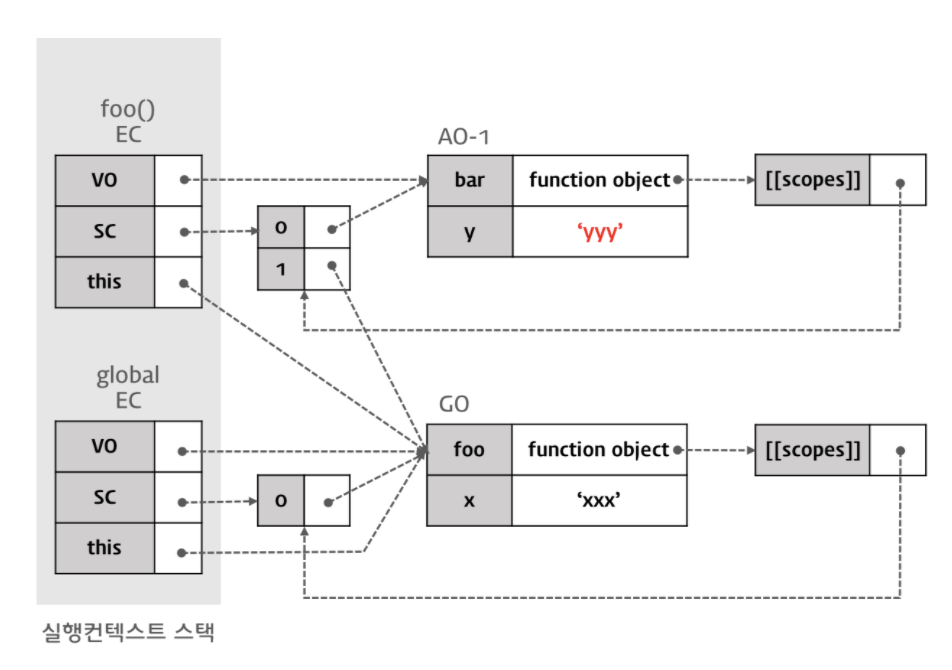 foo()
EC
VO
SC
this
0
1
AO-1
bar function object
y ‘yyy’
[[scopes]]
global
EC
VO
SC
this
0
GO
foo function object
x ‘xxx’
[[scopes]]
실행컨텍스트 스택